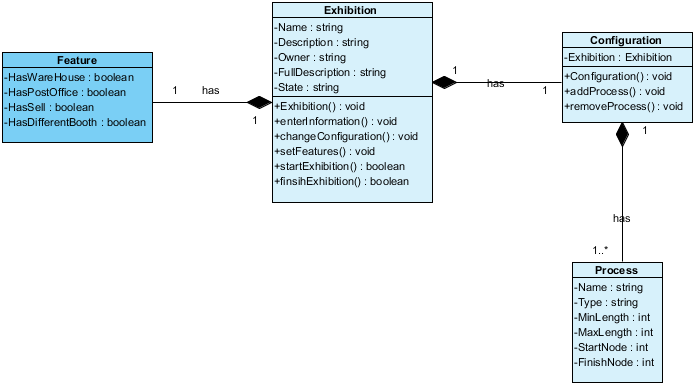 Exhibition
-Name : string
-Description : string
-Owner : string
-FullDescription : string
-State : string
+Exhibition() : void
+enterInformation() : void
+changeConfiguration() : void
+setFeatures() : void
+startExhibition() : boolean
+finsihExhibition() : boolean
Feature
-HasWareHouse : boolean
-HasPostOffice : boolean
-HasSell : boolean
-HasDifferentBooth : boolean
1
has
1
1
has
1
Configuration
-Exhibition : Exhibition
+Configuration() : void
+addProcess() : void
+removeProcess() : void
1
has
1..*
Process
-Name : string
-Type : string
-MinLength : int
-MaxLength : int
-StartNode : int
-FinishNode : int